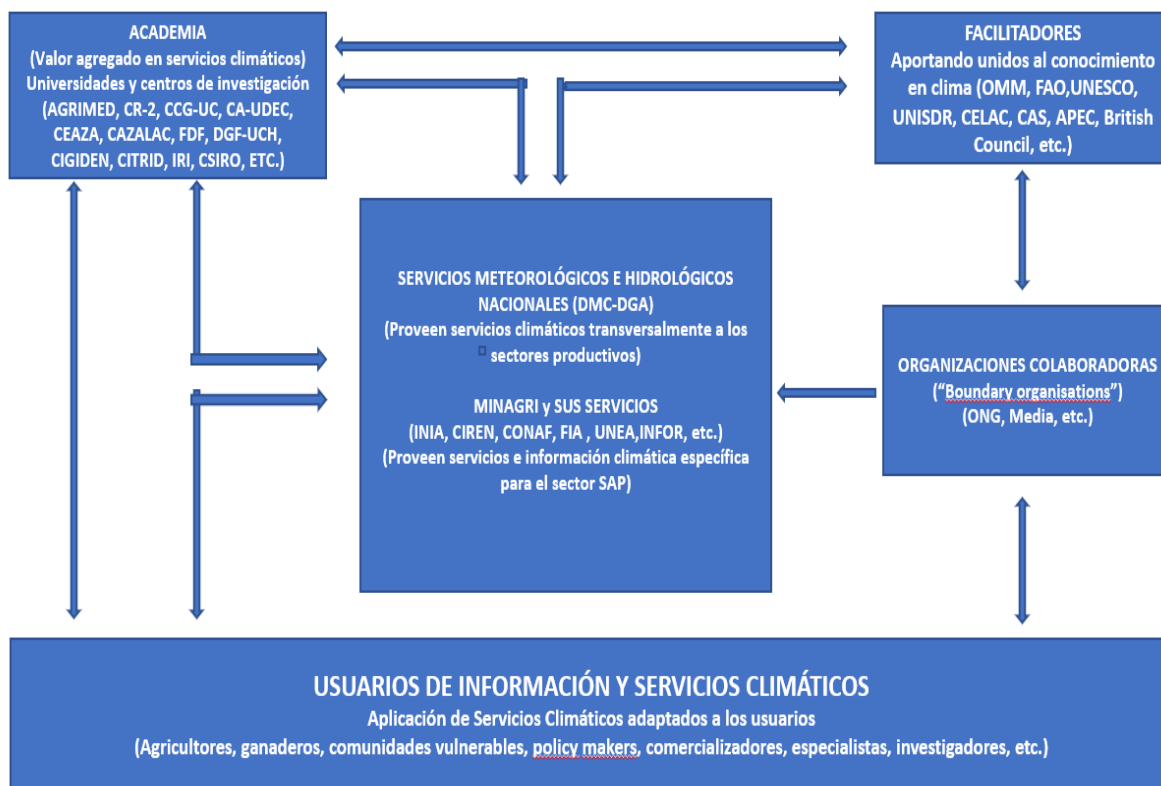 ACADEMIA
(Valor agregado en servicios climáticos)
Universidades y centros de investigación
(AGRIMED, CR-2, CCG-UC, CA-UDEC,
CEAZA, CAZALAC, FDF, DGF-UCH,
CIGIDEN, CITRID, IRI, CSIRO, ETC.)
FACILITADORES
Aportando unidos al conocimiento
en clima (OMM, FAO,UNESCO,
UNISDR, CELAC, CAS, APEC, British
Council, etc.)
SERVICIOS METEOROLÓGICOS E HIDROLÓGICOS
NACIONALES (DMC-DGA)
(Proveen servicios climáticos transversalmente a los
sectores productivos)
MINAGRI y SUS SERVICIOS
(INIA, CIREN, CONAF, FIA , UNEA,INFOR, etc.)
(Proveen servicios e información climática específica
para el sector SAP)
ORGANIZACIONES COLABORADORAS
("Boundary organisations")
(ONG, Media, etc.)
USUARIOS DE INFORMACIÓN Y SERVICIOS CLIMÁTICOS
Aplicación de Servicios Climáticos adaptados a los usuarios
(Agricultores, ganaderos, comunidades vulnerables, policy makers, comercializadores, especialistas, investigadores, etc.)